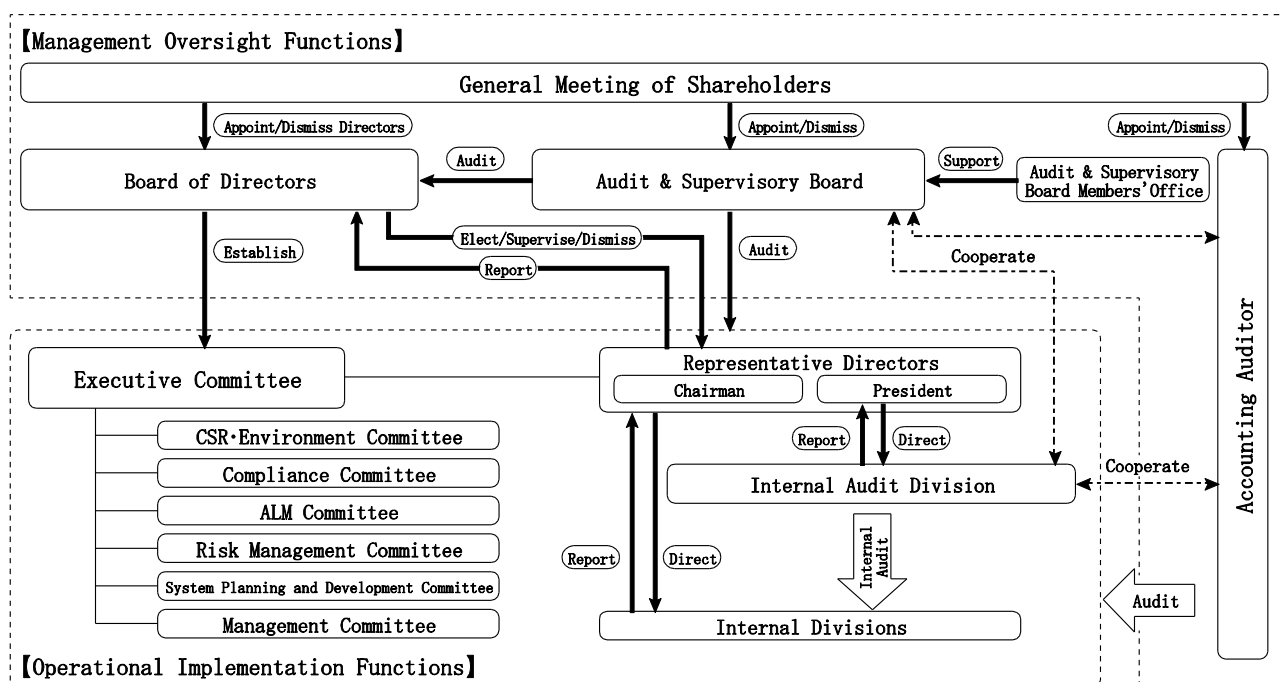 【Management Oversight Functions】
General Meeting of Shareholders
Appoint/Dismiss Directors
Appoint/Dismiss
Appoint/Dismiss
Board of Directors
Audit
Audit & Supervisory Board
Support
Audit & Supervisory
Board Members'Office
Establish
Elect/Supervise/Dismiss
Report
Audit
Cooperate
Accounting Auditor
Executive Committee
Representative Directors
Chairman
President
CSR･Environment Committee
Compliance Committee
ALM Committee
Risk Management Committee
System Planning and Development Committee
Management Committee
Report
Direct
Internal Audit Division
Cooperate
Report
Direct
Internal
Audit
Audit
Internal Divisions
【Operational Implementation Functions】